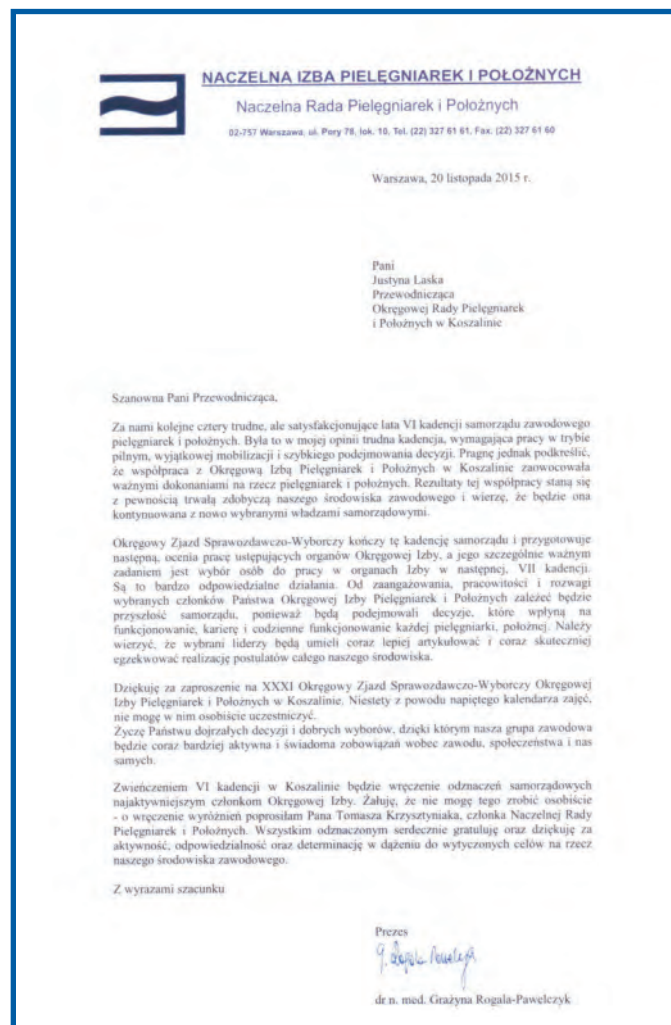 NACZELNA IZBA PIELĘGNIAREK I POŁOŻNYCH
Naczelna Rada Pielęgniarek i Położnych
02-757 Warszawa, ul. Pory 78, lok. 10, Tel. (22) 327 61 61, Fax. (22) 327 61 60
Warszawa, 20 listopada 2015 r.
Pani
Justyna Laska
Przewodnicząca
Okręgowej Rady Pielęgniarek
i Położnych w Koszalinie
Szanowna Pani Przewodnicząca,
Za nami kolejne cztery trudne, ale satysfakcjonujące lata VI kadencji samorządu zawodowego
pielęgniarek i położnych. Była to w mojej opinii trudna kadencja, wymagająca pracy w trybie
pilnym, wyjątkowej mobilizacji i szybkiego podejmowania decyzji. Pragnę jednak podkreślić,
że współpraca z Okręgową Izbą Pielęgniarek i Położnych w Koszalinie zaowocowała
ważnymi dokonaniami na rzecz pielęgniarek i położnych. Rezultaty tej współpracy staną się
z pewnością trwałą zdobyczą naszego środowiska zawodowego i wierzę, że będzie ona
kontynuowana z nowo wybranymi władzami samorządowymi.
Okręgowy Zjazd Sprawozdawczo-Wyborczy kończy tę kadencję samorządu i przygotowuje
następną, ocenia pracę ustępujących organów Okręgowej Izby, a jego szczególnie ważnym
zadaniem jest wybór osób do pracy w organach Izby w następnej, VII kadencji.
Są to bardzo odpowiedzialne działania. Od zaangażowania, pracowitości i rozwagi
wybranych członków Państwa Okręgowej Izby Pielęgniarek i Położnych zależeć będzie
przyszłość samorządu, ponieważ będą podejmowali decyzje, które wpłyną na
funkcjonowanie, karierę i codzienne funkcjonowanie każdej pielęgniarki, położnej. Należy
wierzyć, że wybrani liderzy będą umieli coraz lepiej artykułować i coraz skuteczniej
egzekwować realizację postulatów całego naszego środowiska.
Dziękuję za zaproszenie na XXXI Okręgowy Zjazd Sprawozdawczo-Wyborczy Okręgowej
Izby Pielęgniarek i Położnych w Koszalinie. Niestety z powodu napiętego kalendarza zajęć,
nie mogę w nim osobiście uczestniczyć.
Życzę Państwu dojrzałych decyzji i dobrych wyborów, dzięki którym nasza grupa zawodowa
będzie coraz bardziej aktywna i świadoma zobowiązań wobec zawodu, społeczeństwa i nas
samych.
Zwieńczeniem VI kadencji w Koszalinie będzie wręczenie odznaczeń samorządowych
najaktywniejszym członkom Okręgowej Izby. Żałuję, że nie mogę tego zrobić osobiście
- o wręczenie wyróżnień poprosiłam Pana Tomasza Krzysztyniaka, członka Naczelnej Rady
Pielęgniarek i Położnych. Wszystkim odznaczonym serdecznie gratuluję oraz dziękuję za
aktywność, odpowiedzialność oraz determinację w dążeniu do wytyczonych celów na rzecz
naszego środowiska zawodowego.
Z wyrazami szacunku
Prezes
dr n. med. Grażyna Rogala-Pawelczyk